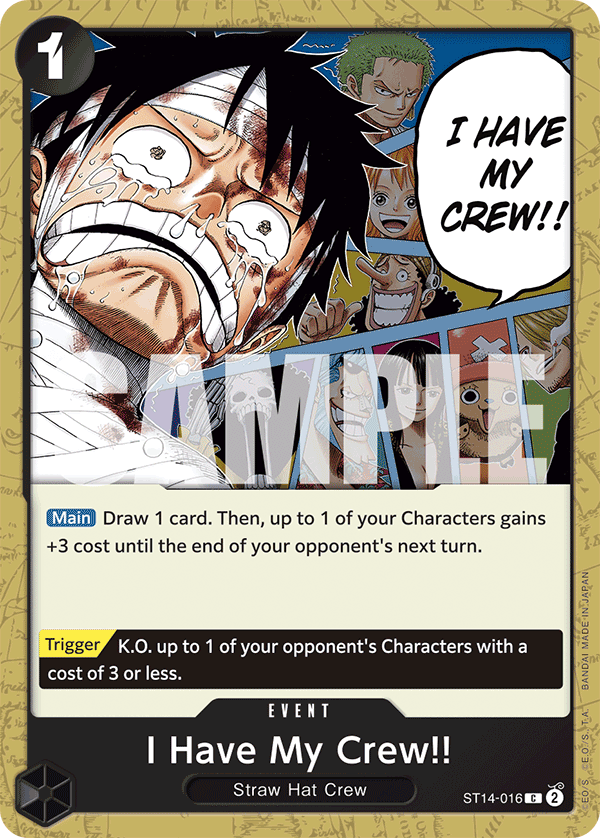 1
I HAVE
MY
CREW!!
SAMPLE
Main Draw 1 card. Then, up to 1 of your Characters gains
+3 cost until the end of your opponent's next turn.
Trigger K.O. up to 1 of your opponent's Characters with a
cost of 3 or less.
EVENT
I Have My Crew!!
Straw Hat Crew
ST14-016 C 2
©E.O./S.,T.A. BANDAI MADE IN JAPAN